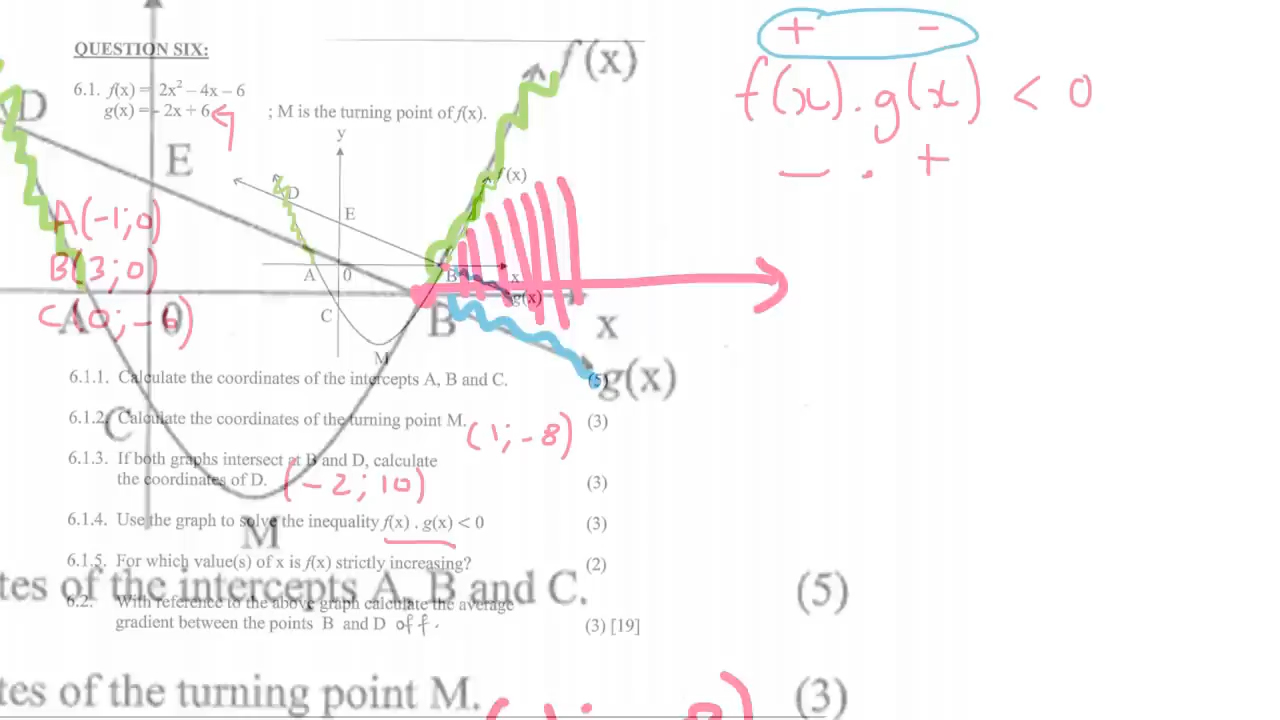 QUESTION SIX:
6.1. f(x) = 2x² – 4x – 6
g(x) = - 2x + 6 ; M is the turning point of f(x).
+ -
f(x) . g(x) < 0
- . +
f(x)
D
E
y
f(x)
D
E
A(-1;0)
B(3;0)
C(0;-6)
A 0 B x
g(x)
C
M
A 0 B x
g(x)
C
M
6.1.1. Calculate the coordinates of the intercepts A, B and C. (5)
6.1.2. Calculate the coordinates of the turning point M. (3)
(1;-8)
6.1.3. If both graphs intersect at B and D, calculate
the coordinates of D. (-2;10) (3)
6.1.4. Use the graph to solve the inequality f(x) . g(x) < 0 (3)
6.1.5. For which value(s) of x is f(x) strictly increasing? (2)
6.2. With reference to the above graph calculate the average
gradient between the points B and D of f. (3) [19]
tes of the intercepts A, B and C. (5)
tes of the turning point M. (3)